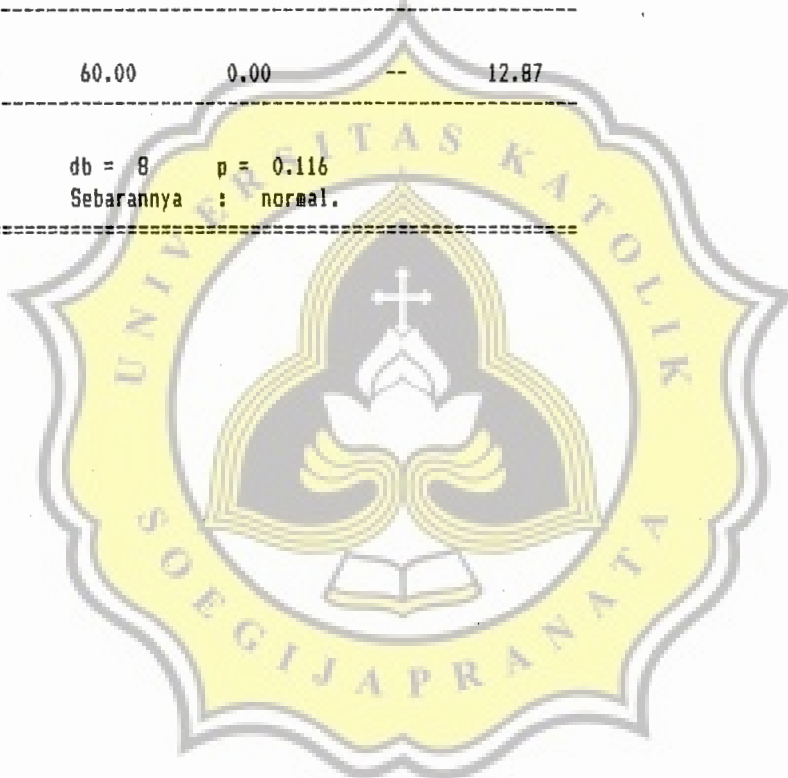 60.00 0.00 -- 12.87
db = 8 p = 0.116
Sebarannya : normal.
UNIVERSITAS KATOLIK
SOEGIJAPRANATA